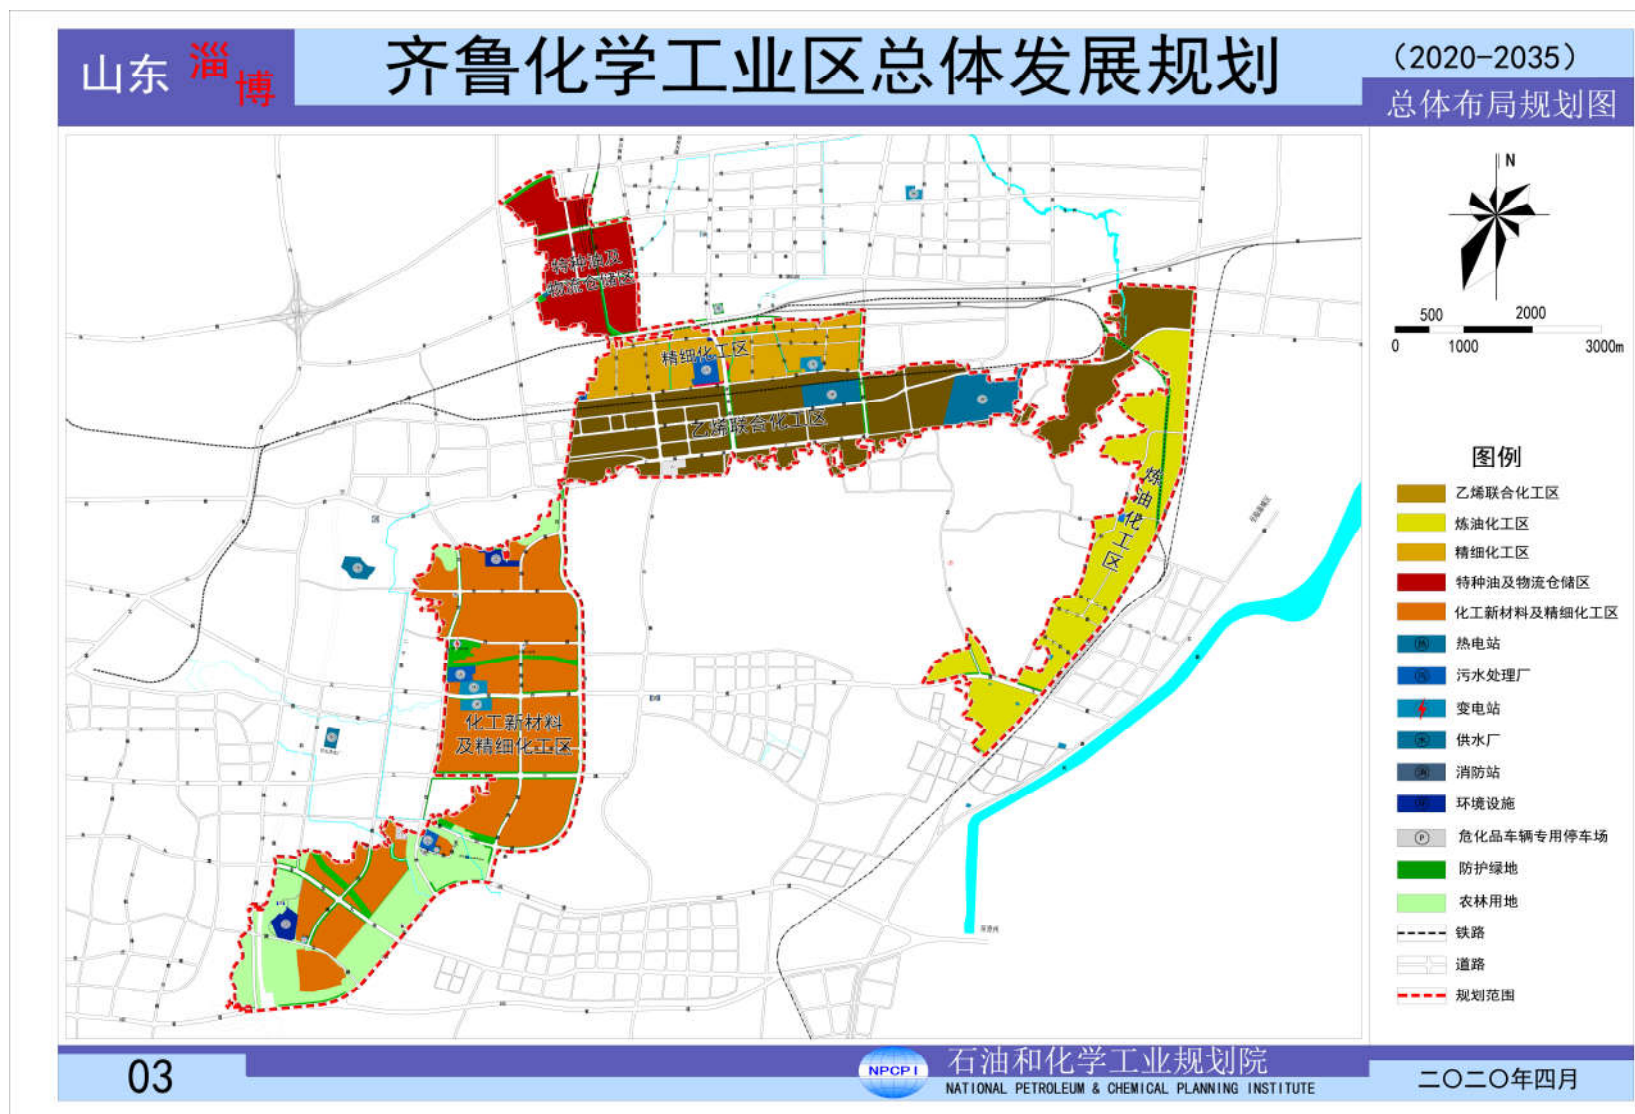 山东 淄博
齐鲁化学工业区总体发展规划
（2020-2035）
总体布局规划图
N
500 2000
0 1000 3000m
特种油及
物流仓储区
精细化工区
乙烯联合化工区
炼油化工区
化工新材料
及精细化工区
图例
乙烯联合化工区
炼油化工区
精细化工区
特种油及物流仓储区
化工新材料及精细化工区
热电站
污水处理厂
变电站
供水厂
消防站
环境设施
P 危化品车辆专用停车场
防护绿地
农林用地
铁路
道路
规划范围
03
NPCPI
石油和化学工业规划院
NATIONAL PETROLEUM & CHEMICAL PLANNING INSTITUTE
二〇二〇年四月